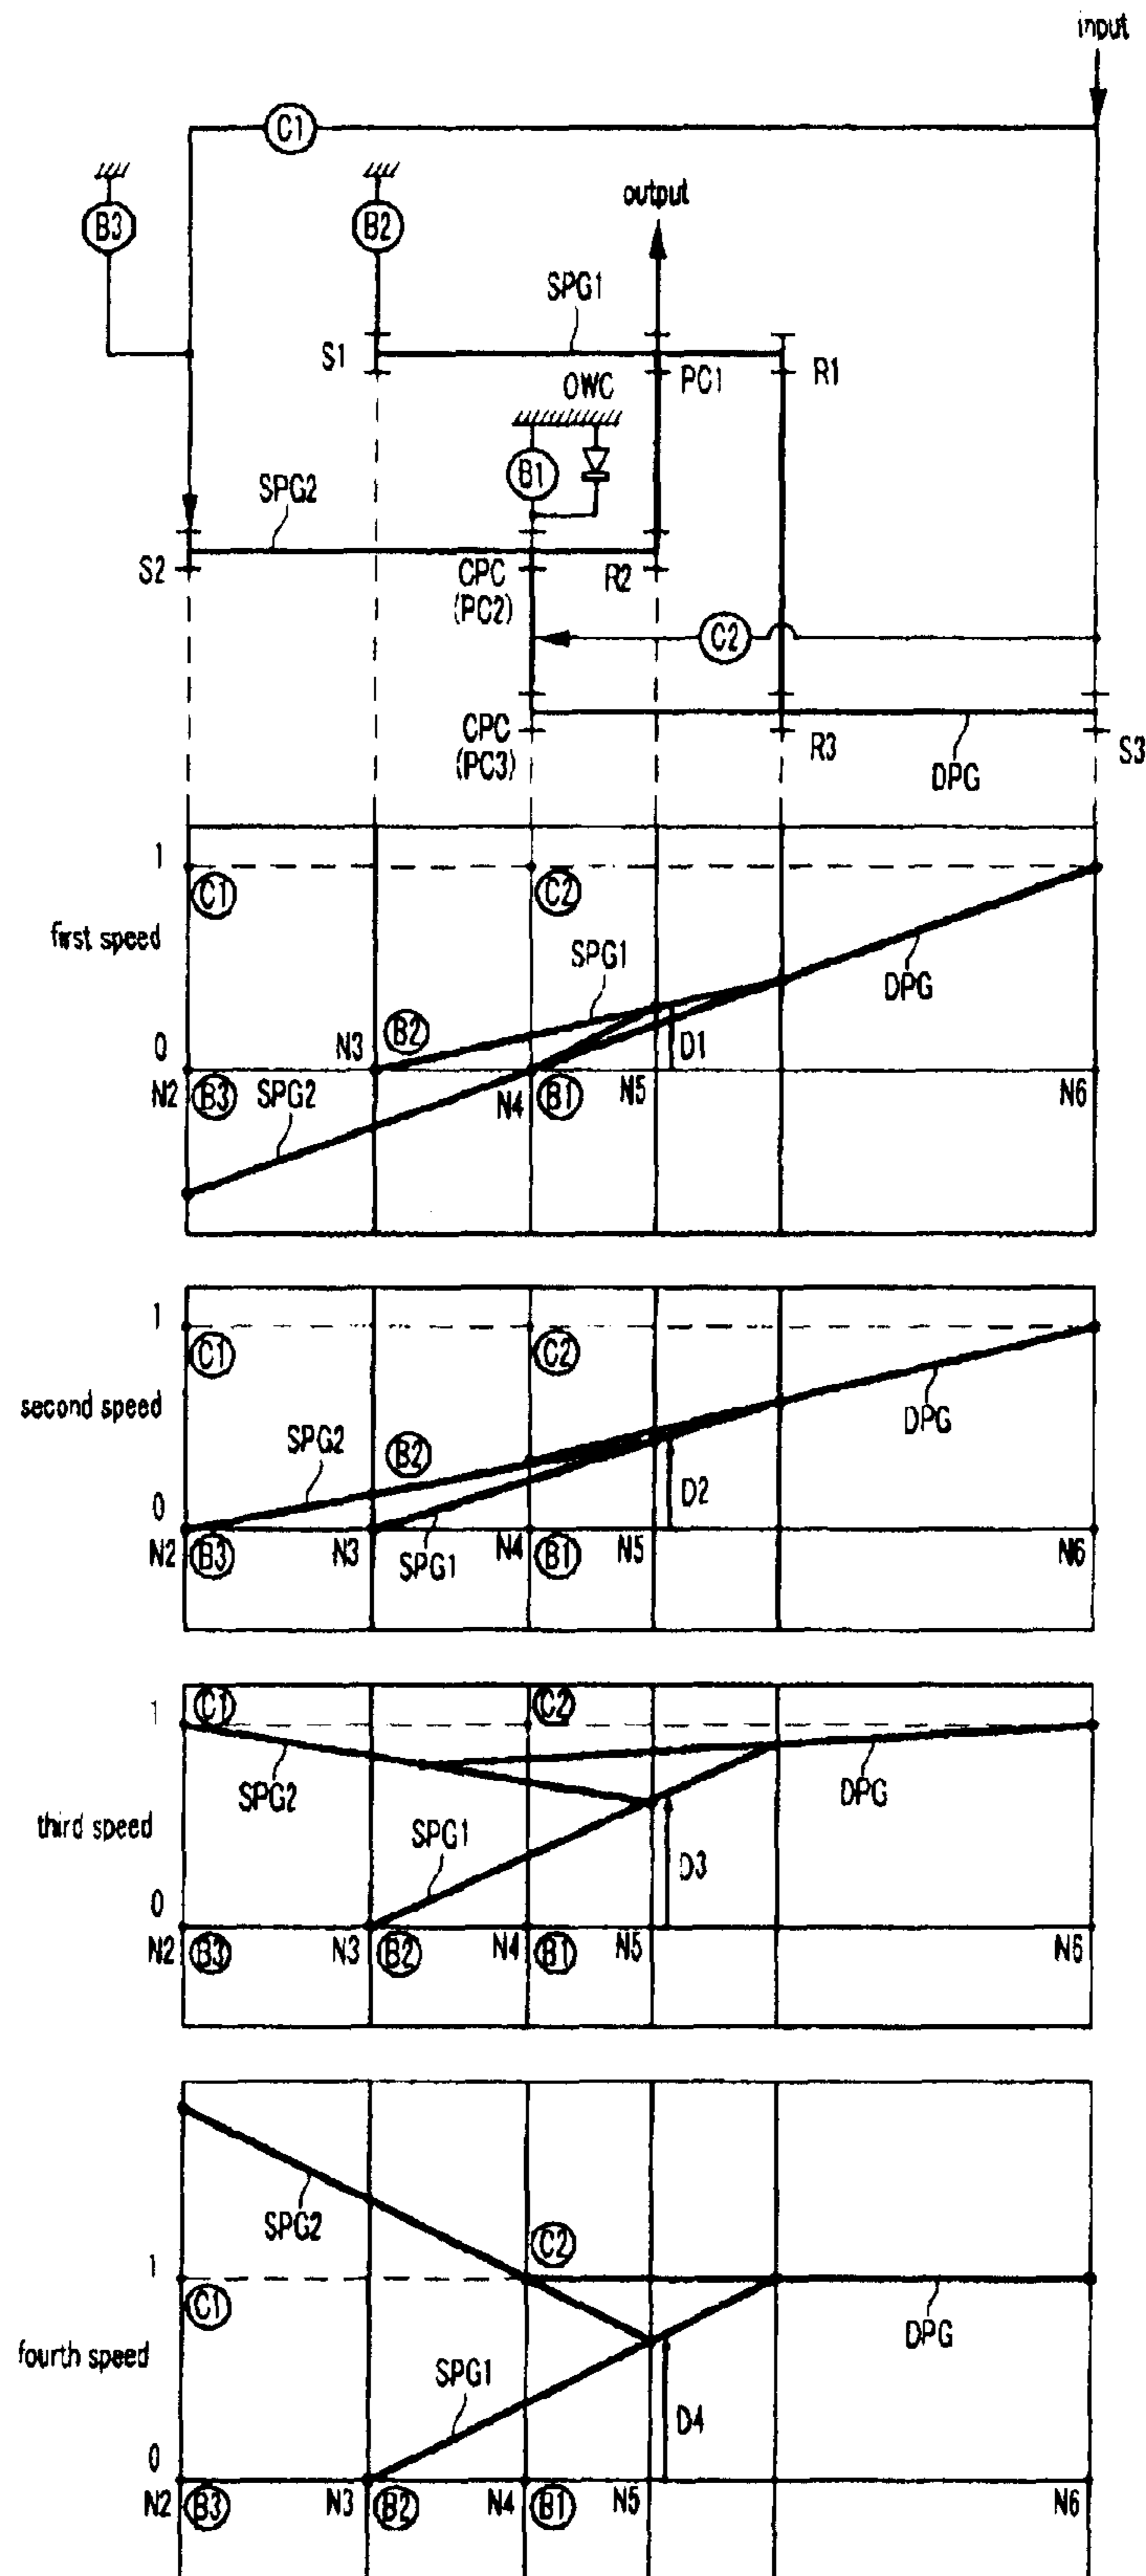 input
C1
B3
B2
output
SPG1
S1
PC1
R1
OWC
B1
SPG2
S2
CPC
(PC2)
R2
C2
CPC
(PC3)
R3
DPG
S3
1
C1
C2
first speed
SPG1
DPG
B2
0
N3
D1
N2
B3
SPG2
N4
B1
N5
N6
1
C1
C2
second speed
SPG2
B2
DPG
0
D2
N2
B3
N3
SPG1
N4
B1
N5
N6
1
C1
C2
SPG2
DPG
third speed
SPG1
D3
0
N2
B3
N3
B2
N4
B1
N5
N6
SPG2
C2
1
C1
DPG
fourth speed
SPG1
D4
0
N2
B3
N3
B2
N4
B1
N5
N6